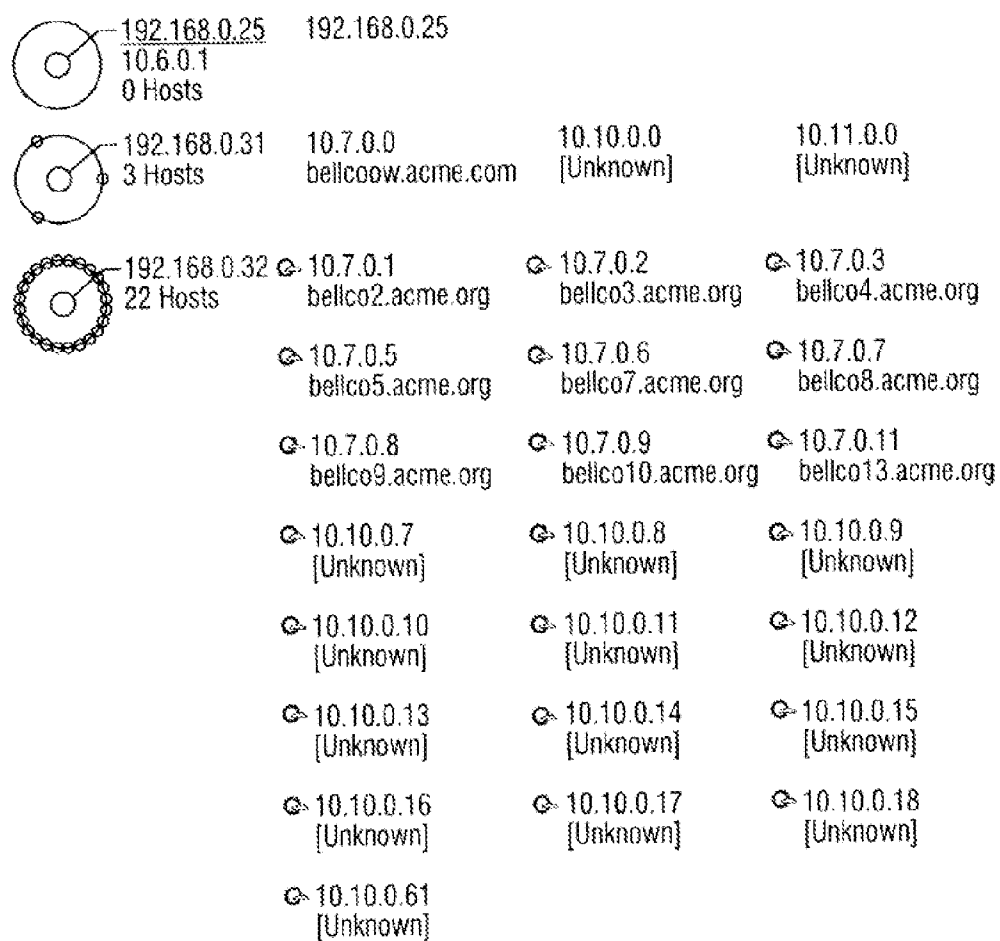 192.168.0.25 192.168.0.25
10.6.0.1
0 Hosts
192.168.0.31 10.7.0.0 10.10.0.0 10.11.0.0
3 Hosts bellcoow.acme.com [Unknown] [Unknown]
192.168.0.32 10.7.0.1 10.7.0.2 10.7.0.3
22 Hosts bellco2.acme.org bellco3.acme.org bellco4.acme.org
10.7.0.5 10.7.0.6 10.7.0.7
bellco5.acme.org bellco7.acme.org bellco8.acme.org
10.7.0.8 10.7.0.9 10.7.0.11
bellco9.acme.org bellco10.acme.org bellco13.acme.org
10.10.0.7 10.10.0.8 10.10.0.9
[Unknown] [Unknown] [Unknown]
10.10.0.10 10.10.0.11 10.10.0.12
[Unknown] [Unknown] [Unknown]
10.10.0.13 10.10.0.14 10.10.0.15
[Unknown] [Unknown] [Unknown]
10.10.0.16 10.10.0.17 10.10.0.18
[Unknown] [Unknown] [Unknown]
10.10.0.61
[Unknown]